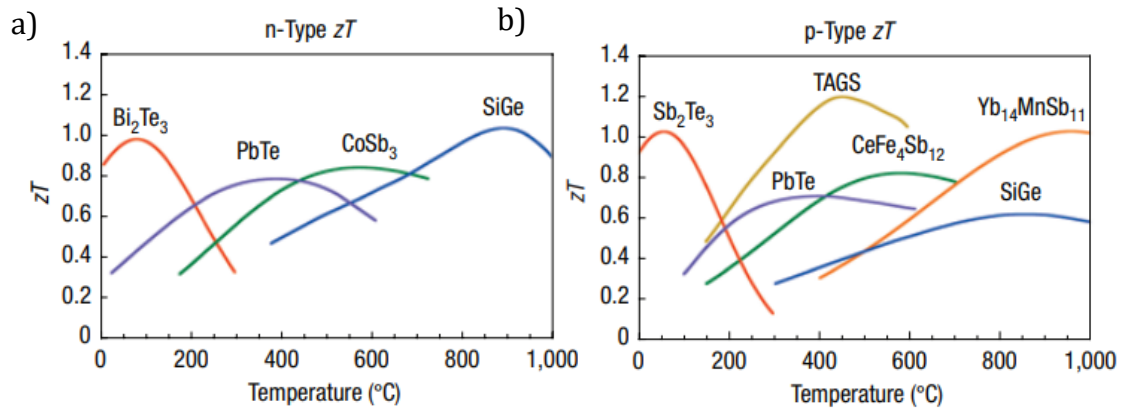 a)
n-Type zT
1.4
1.2
1.0
0.8
0.6
0.4
0.2
0
zT
Bi2Te3
PbTe
CoSb3
SiGe
0 200 400 600 800 1,000
Temperature (°C)
b)
p-Type zT
1.4
1.2
1.0
0.8
0.6
0.4
0.2
0
zT
Sb2Te3
TAGS
PbTe
CeFe4Sb12
Yb14MnSb11
SiGe
0 200 400 600 800 1,000
Temperature (°C)